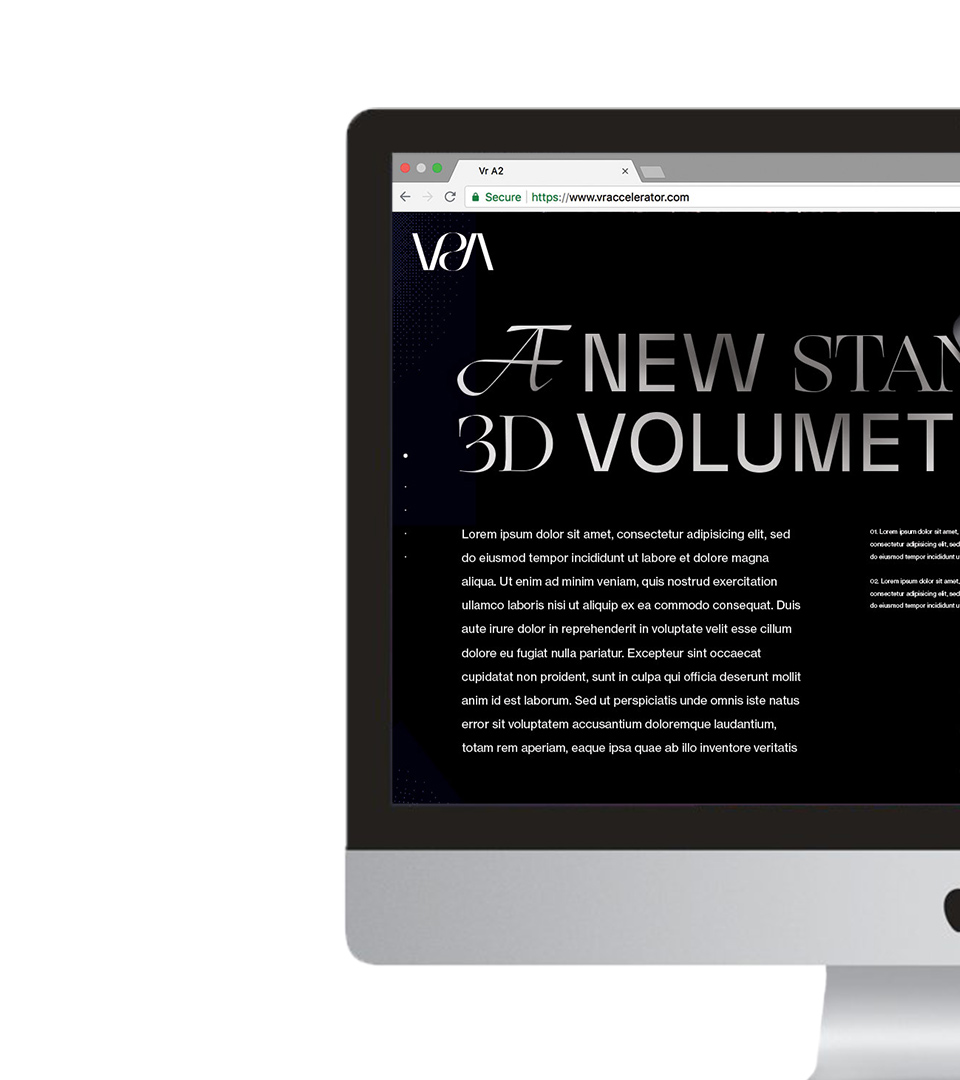 Vr A2
Secure https://www.vraccelerator.com
VRA
A NEW STAN
3D VOLUMET
Lorem ipsum dolor sit amet, consectetur adipisicing elit, sed
do eiusmod tempor incididunt ut labore et dolore magna
aliqua. Ut enim ad minim veniam, quis nostrud exercitation
ullamco laboris nisi ut aliquip ex ea commodo consequat. Duis
aute irure dolor in reprehenderit in voluptate velit esse cillum
dolore eu fugiat nulla pariatur. Excepteur sint occaecat
cupidatat non proident, sunt in culpa qui officia deserunt mollit
anim id est laborum. Sed ut perspiciatis unde omnis iste natus
error sit voluptatem accusantium doloremque laudantium,
totam rem aperiam, eaque ipsa quae ab illo inventore veritatis
01. Lorem ipsum dolor sit amet,
consectetur adipisicing elit, sed
do eiusmod tempor incididunt u
02. Lorem ipsum dolor sit amet,
consectetur adipisicing elit, sed
do eiusmod tempor incididunt u